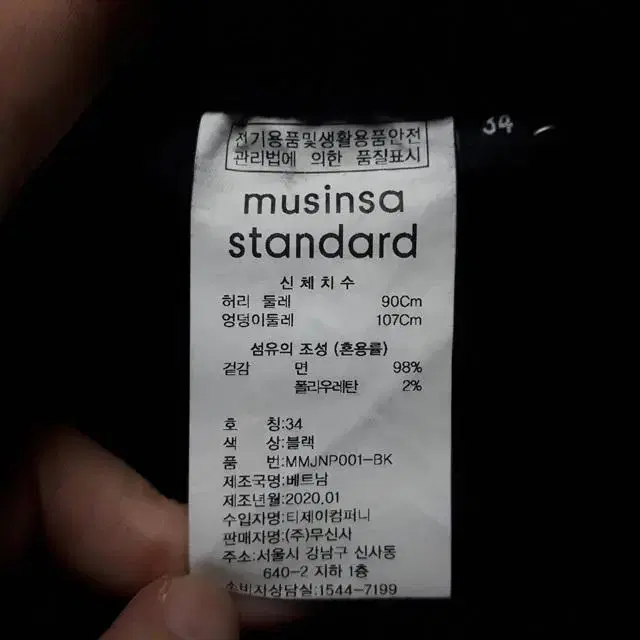 34
전기용품및생활용품안전
관리법에 의한 품질표시
musinsa
standard
신체치수
허리 둘레 90Cm
엉덩이둘레 107Cm
섬유의 조성 (혼용률)
겉감 면 98%
폴리우레탄 2%
호 칭:34
색 상:블랙
품 번:MMJNP001-BK
제조국명:베트남
제조년월:2020.01
수입자명:티제이컴퍼니
판매자명:(주)무신사
주소:서울시 강남구 신사동
640-2 지하 1층
소비자상담실:1544-7199